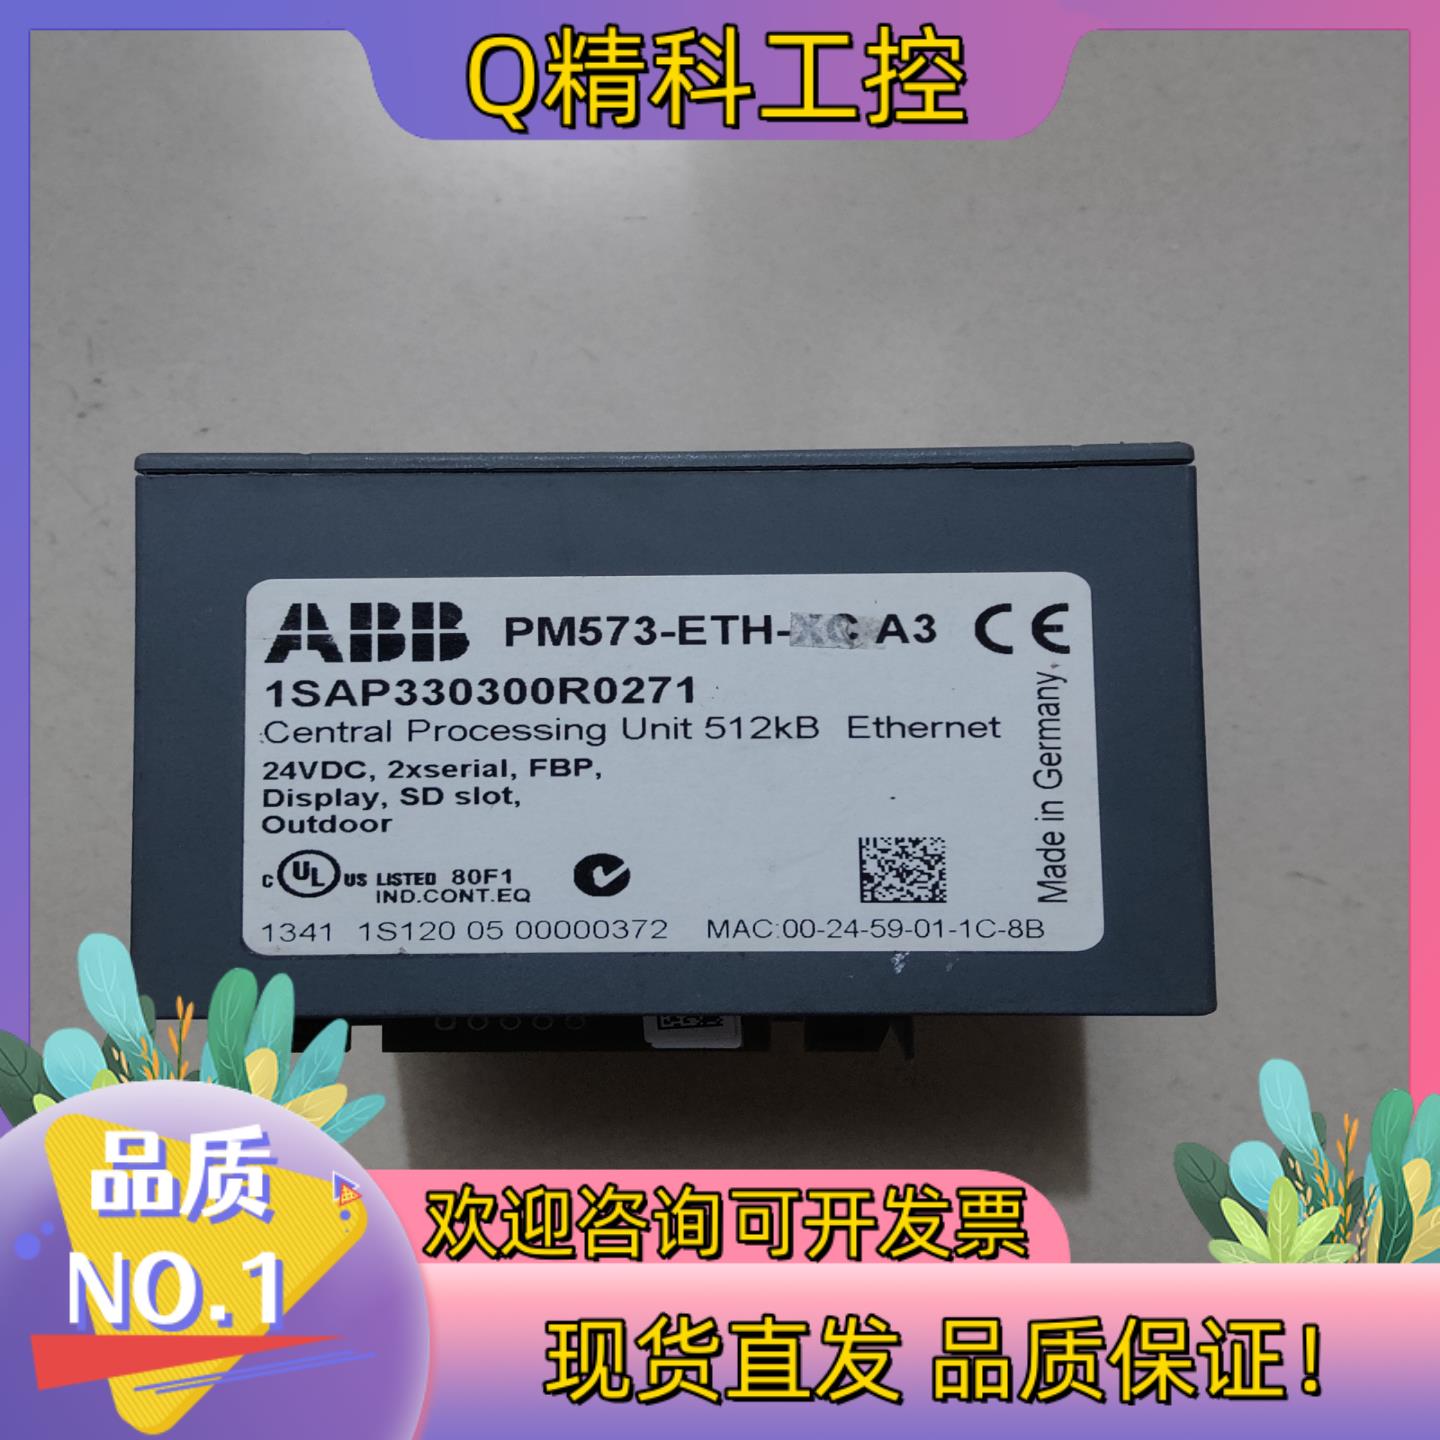 Q精科工控
ABB PM573-ETH-XC A3 CE
1SAP330300R0271
Central Processing Unit 512kB Ethernet
24VDC, 2xserial, FBP,
Display, SD slot,
Outdoor
Made in Germany
c UL US LISTED 80F1
IND.CONT.EQ
1341 1S120 05 00000372 MAC:00-24-59-01-1C-8B
品质
NO.1
欢迎咨询可开发票
现货直发 品质保证!